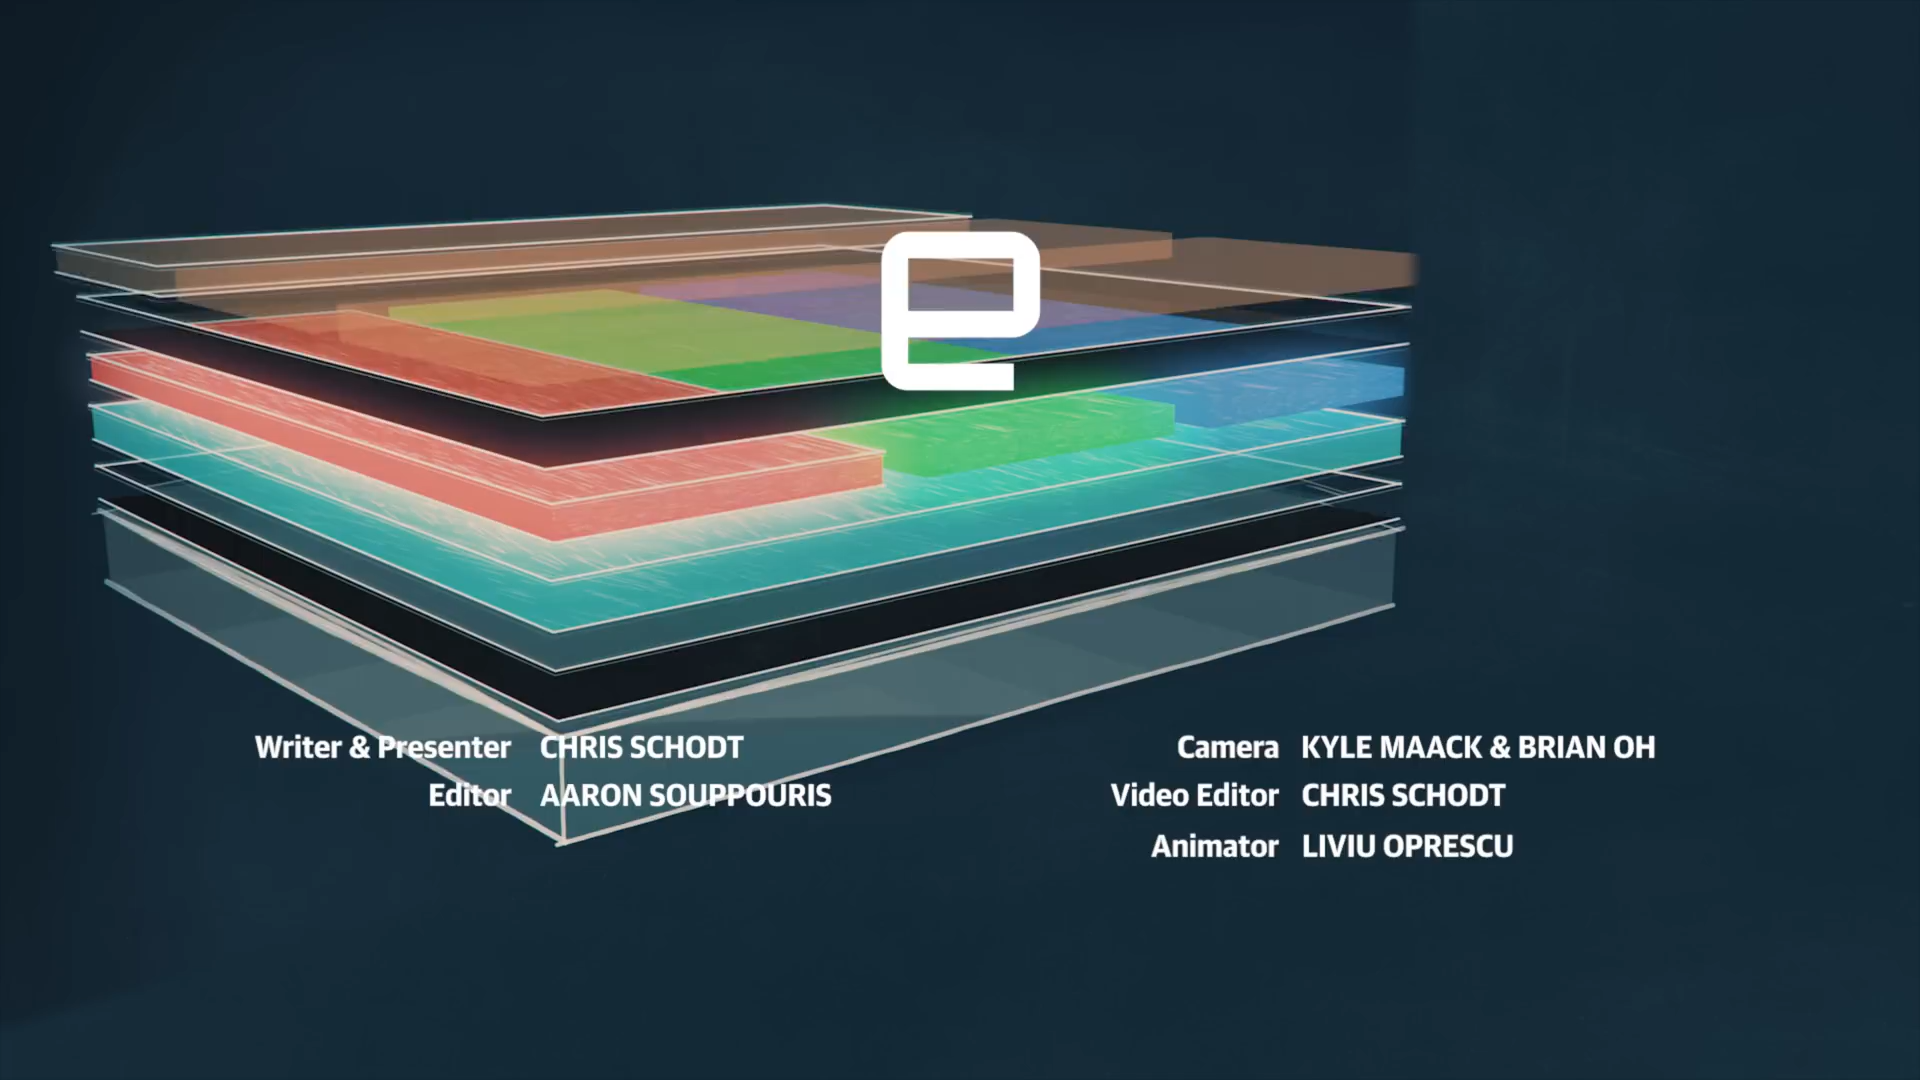 e
Writer & Presenter CHRIS SCHODT
Editor AARON SOUPPOURIS
Camera KYLE MAACK & BRIAN OH
Video Editor CHRIS SCHODT
Animator LIVIU OPRESCU